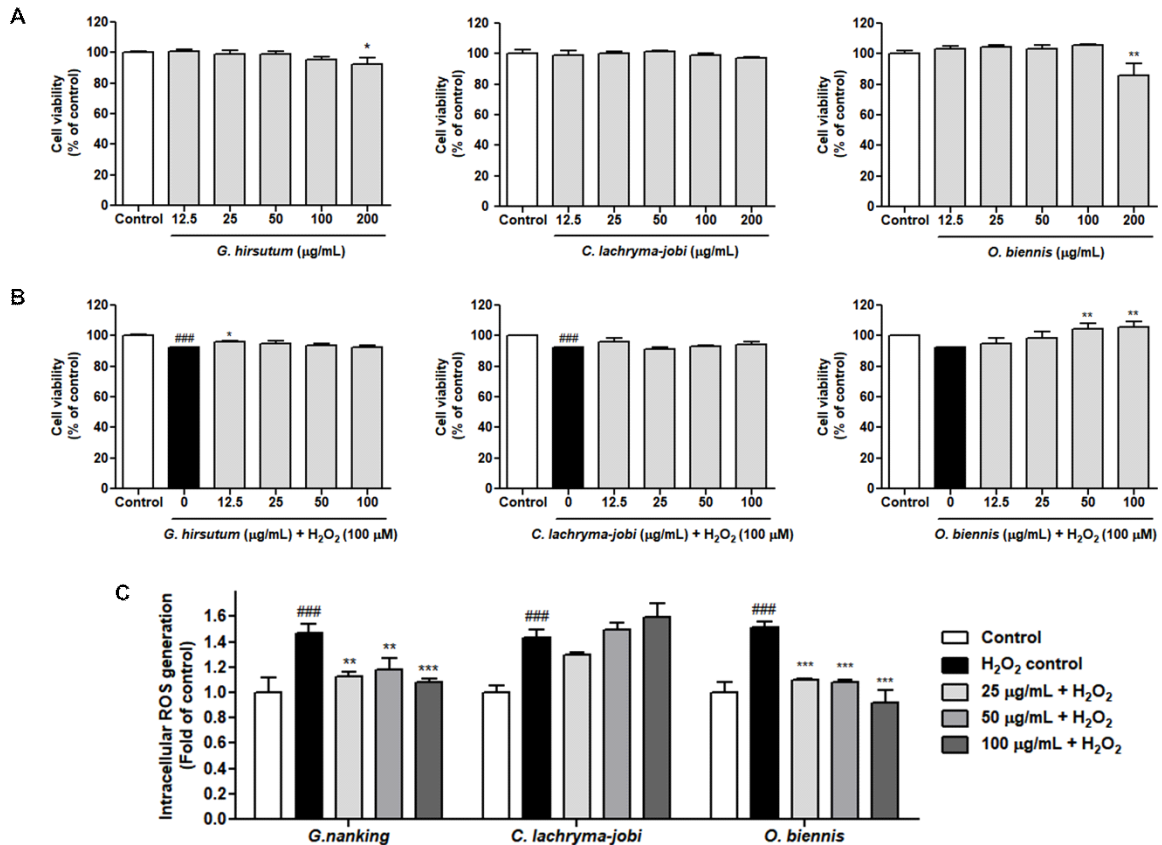 A
120
100
80
60
40
20
0
Cell viability
(% of control)
*
Control 12.5 25 50 100 200
G. hirsutum (μg/mL)
120
100
80
60
40
20
0
Cell viability
(% of control)
Control 12.5 25 50 100 200
C. lachryma-jobi (μg/mL)
120
100
80
60
40
20
0
Cell viability
(% of control)
**
Control 12.5 25 50 100 200
O. biennis (μg/mL)
B
120
100
80
60
40
20
0
Cell viability
(% of control)
### *
Control 0 12.5 25 50 100
G. hirsutum (μg/mL) + H₂O₂ (100 μM)
120
100
80
60
40
20
0
Cell viability
(% of control)
###
Control 0 12.5 25 50 100
C. lachryma-jobi (μg/mL) + H₂O₂ (100 μM)
120
100
80
60
40
20
0
Cell viability
(% of control)
** **
Control 0 12.5 25 50 100
O. biennis (μg/mL) + H₂O₂ (100 μM)
C
1.6
1.4
1.2
1.0
0.8
0.6
0.4
0.2
0.0
Intracellular ROS generation
(Fold of control)
### ** ** ***
###
### *** *** ***
G.nanking C. lachryma-jobi O. biennis
Control
H₂O₂ control
25 μg/mL + H₂O₂
50 μg/mL + H₂O₂
100 μg/mL + H₂O₂